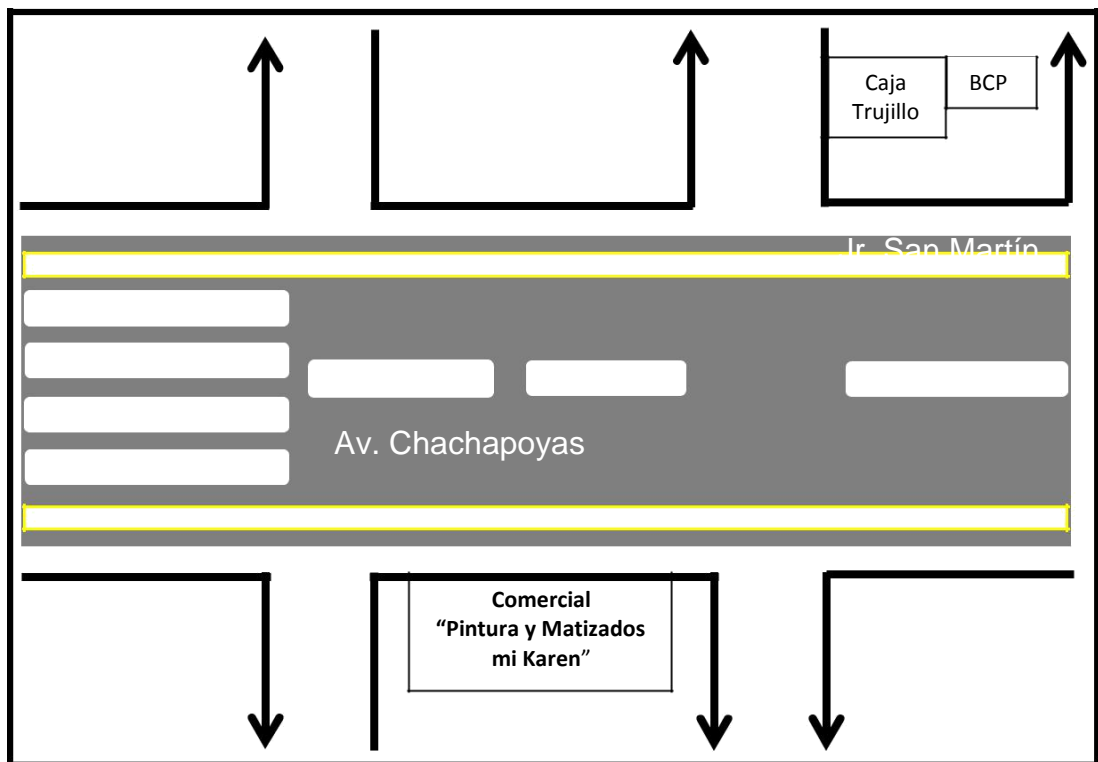 Caja
Trujillo
BCP
Jr. San Martín
Av. Chachapoyas
Comercial
“Pintura y Matizados
mi Karen”